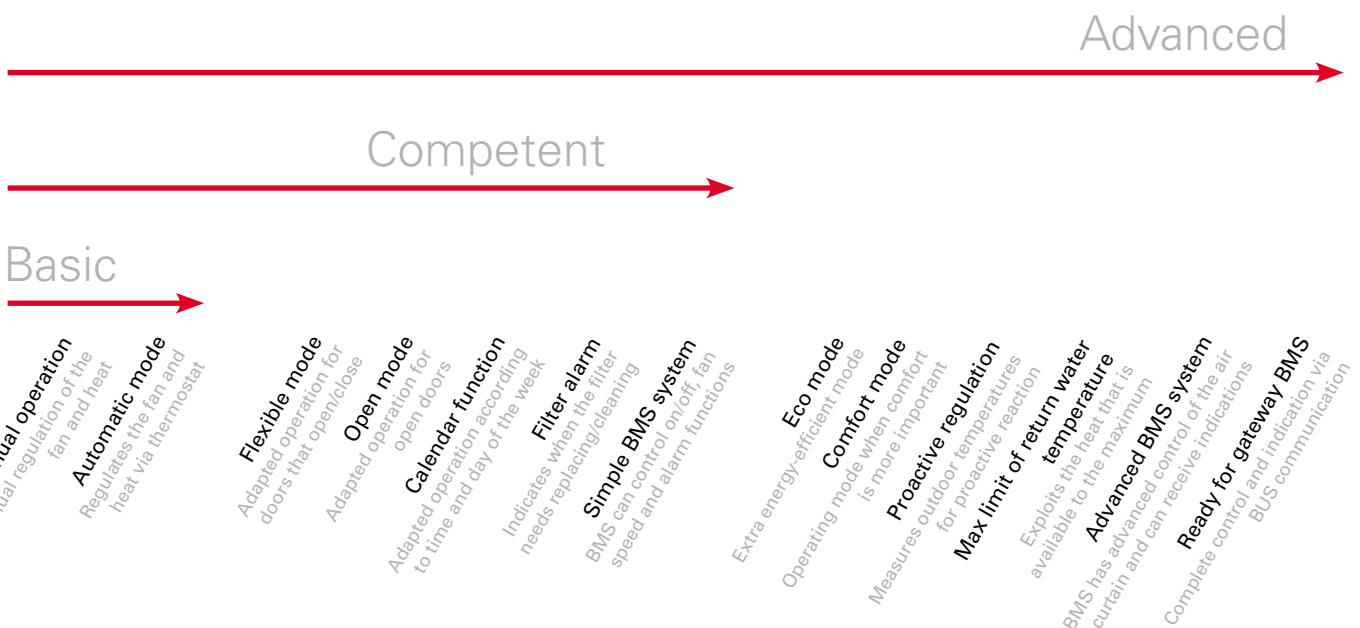 Advanced
Competent
Basic
operation
regulation of the
fan and heat
Automatic mode
Regulates the fan and
heat via thermostat
Flexible mode
Adapted operation for
doors that open/close
Open mode
Adapted operation for
open doors
Calendar function
Adapted operation according
to time and day of the week
Filter alarm
Indicates when the filter
needs replacing/cleaning
Simple BMS system
BMS can control on/off, fan
speed and alarm functions
Eco mode
Extra energy-efficient mode
Comfort mode
Operating mode when comfort
is more important
Proactive regulation
Measures outdoor temperatures
for proactive reaction
Max limit of return water
temperature
Exploits the heat that is
available to the maximum
Advanced BMS system
BMS has advanced control of the air
curtain and can receive indications
Ready for gateway BMS
Complete control and indication via
BUS communication